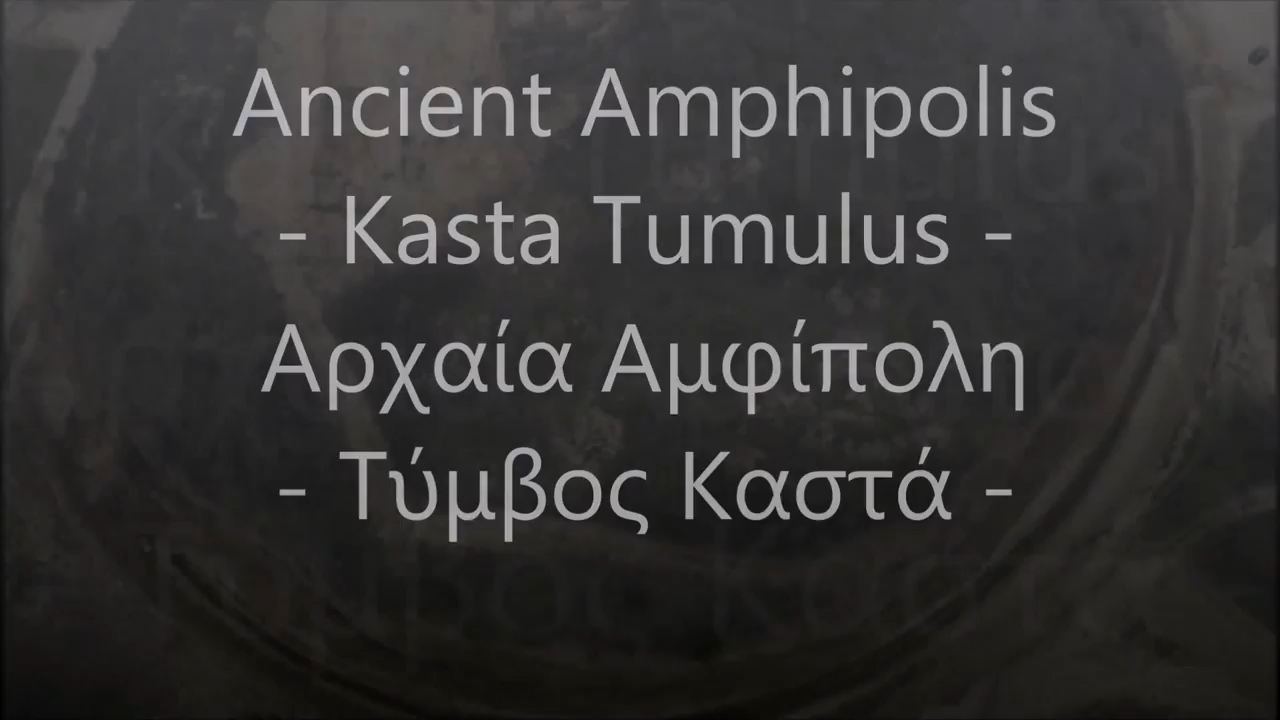 Ancient Amphipolis
- Kasta Tumulus -
Αρχαία Αμφίπολη
- Τύμβος Καστά -